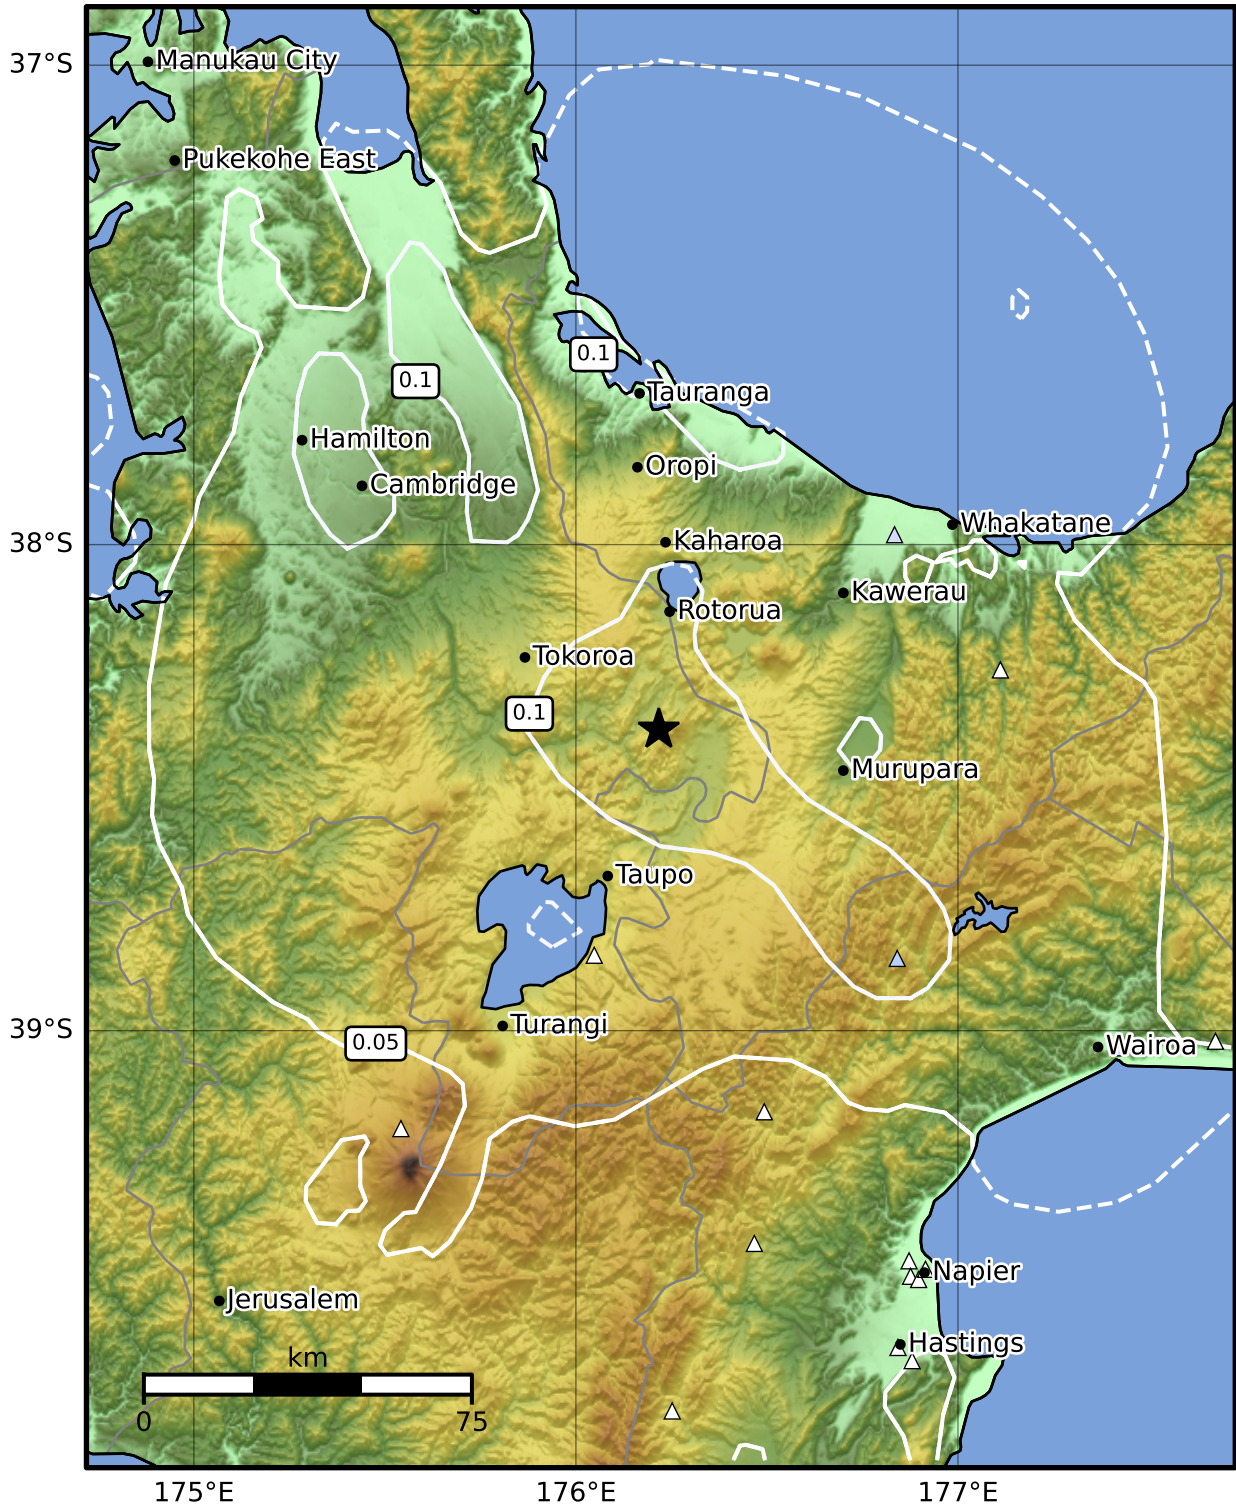 37°S
Manukau City
Pukekohe East
0.1
0.1
Tauranga
Hamilton
Oropi
Cambridge
Whakatane
38°S
Kaharoa
Kawerau
Rotorua
Tokoroa
0.1
Murupara
Taupo
Turangi
39°S
0.05
Wairoa
Napier
Jerusalem
Hastings
km
0
75
175°E
176°E
177°E